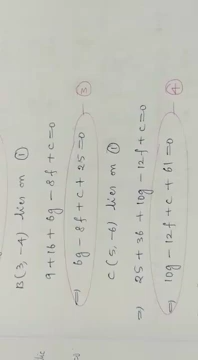 B(3, -4) lies on ①
9 + 16 + 6g - 8f + c = 0
⇒ 6g - 8f + c + 25 = 0 — ③
C(5, -6) lies on ①
⇒ 25 + 36 + 10g - 12f + c = 0
⇒ 10g - 12f + c + 61 = 0 — ④